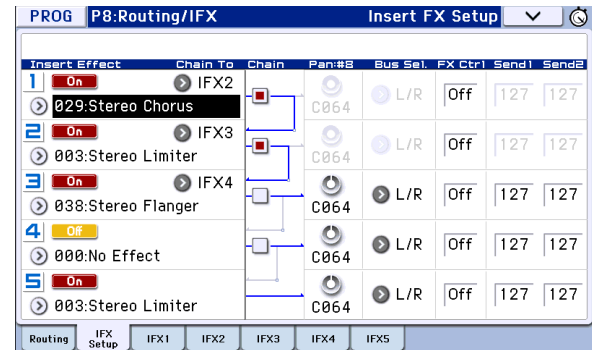 PROG P8:Routing/IFX Insert FX Setup
Insert Effect Chain To Chain Pan:#8 Bus Sel. FX Ctrl Send1 Send2
1 On IFX2
029:Stereo Chorus C064 L/R Off 127 127
2 On IFX3
003:Stereo Limiter C064 L/R Off 127 127
3 On IFX4
038:Stereo Flanger C064 L/R Off 127 127
4 Off
000:No Effect C064 L/R Off 127 127
5 On
003:Stereo Limiter C064 L/R Off 127 127
Routing IFX Setup IFX1 IFX2 IFX3 IFX4 IFX5